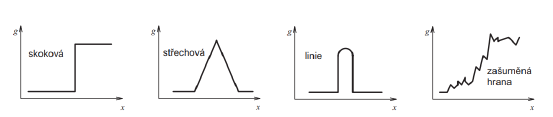 g
skoková
x
g
střechová
x
g
linie
x
g
zašuměná
hrana
x